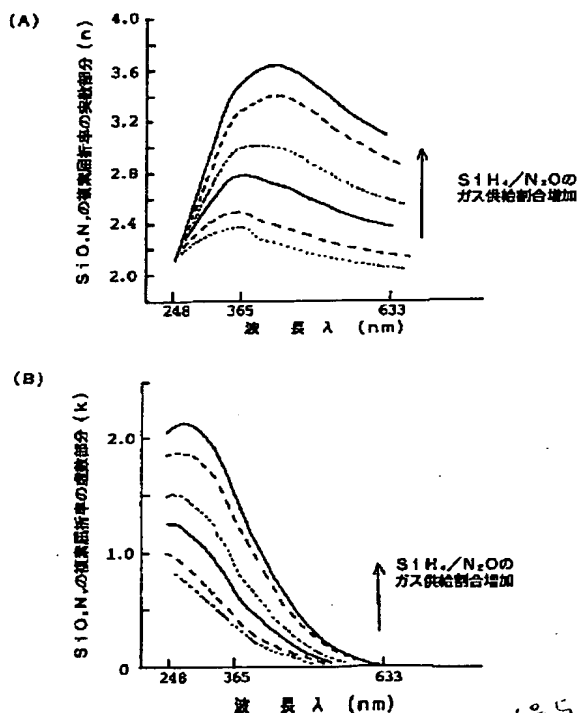 (A)
SiOxNyの複素屈折率の実数部分(n)
4.0
3.6
3.2
2.8
2.4
2.0
SiH4/N2Oの
ガス供給割合増加
248
365
633
波長λ(nm)
(B)
SiOxNyの複素屈折率の虚数部分(k)
2.0
1.0
0
SiH4/N2Oの
ガス供給割合増加
248
365
633
波長λ(nm)